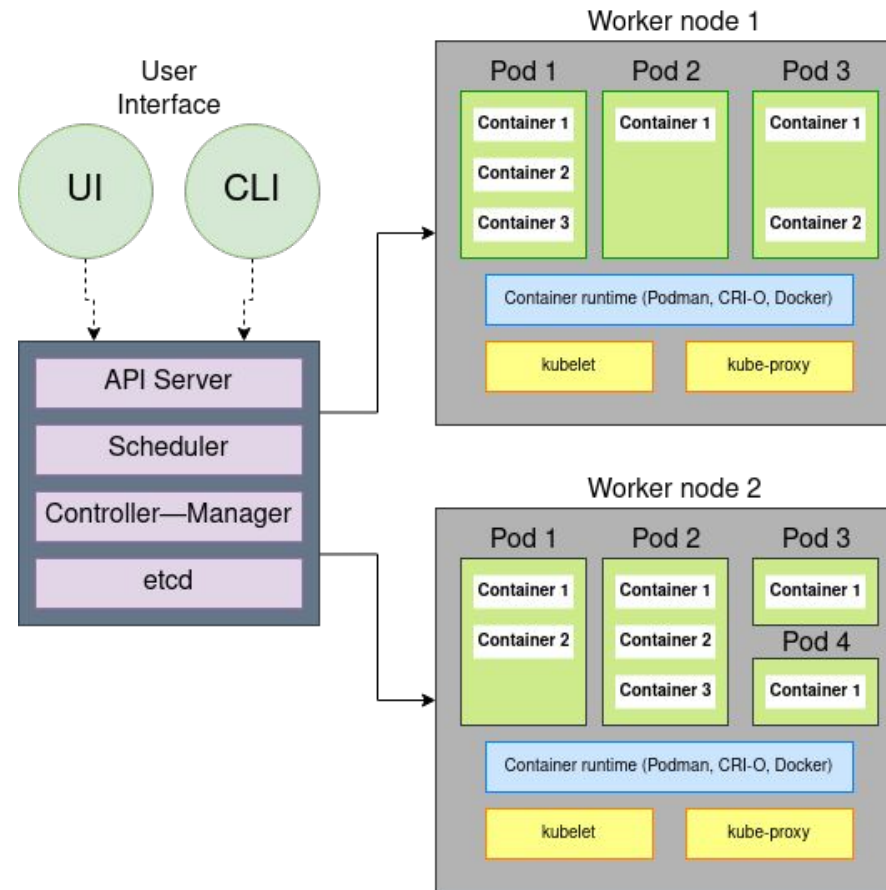 User
Interface
UI
CLI
API Server
Scheduler
Controller—Manager
etcd
Worker node 1
Pod 1
Pod 2
Pod 3
Container 1
Container 2
Container 3
Container 1
Container 1
Container 2
Container runtime (Podman, CRI-O, Docker)
kubelet
kube-proxy
Worker node 2
Pod 1
Pod 2
Pod 3
Container 1
Container 2
Container 1
Container 2
Container 3
Container 1
Pod 4
Container 1
Container runtime (Podman, CRI-O, Docker)
kubelet
kube-proxy